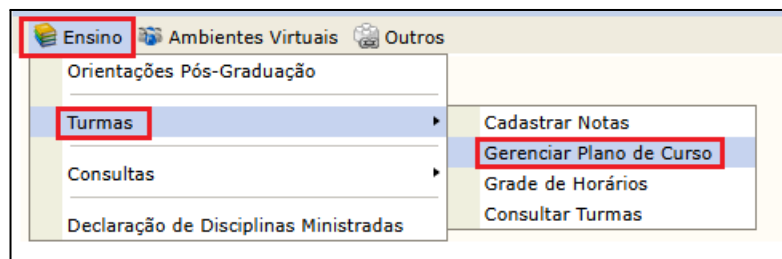 Ensino Ambientes Virtuais Outros
Orientações Pós-Graduação
Turmas
Consultas
Declaração de Disciplinas Ministradas
Cadastrar Notas
Gerenciar Plano de Curso
Grade de Horários
Consultar Turmas